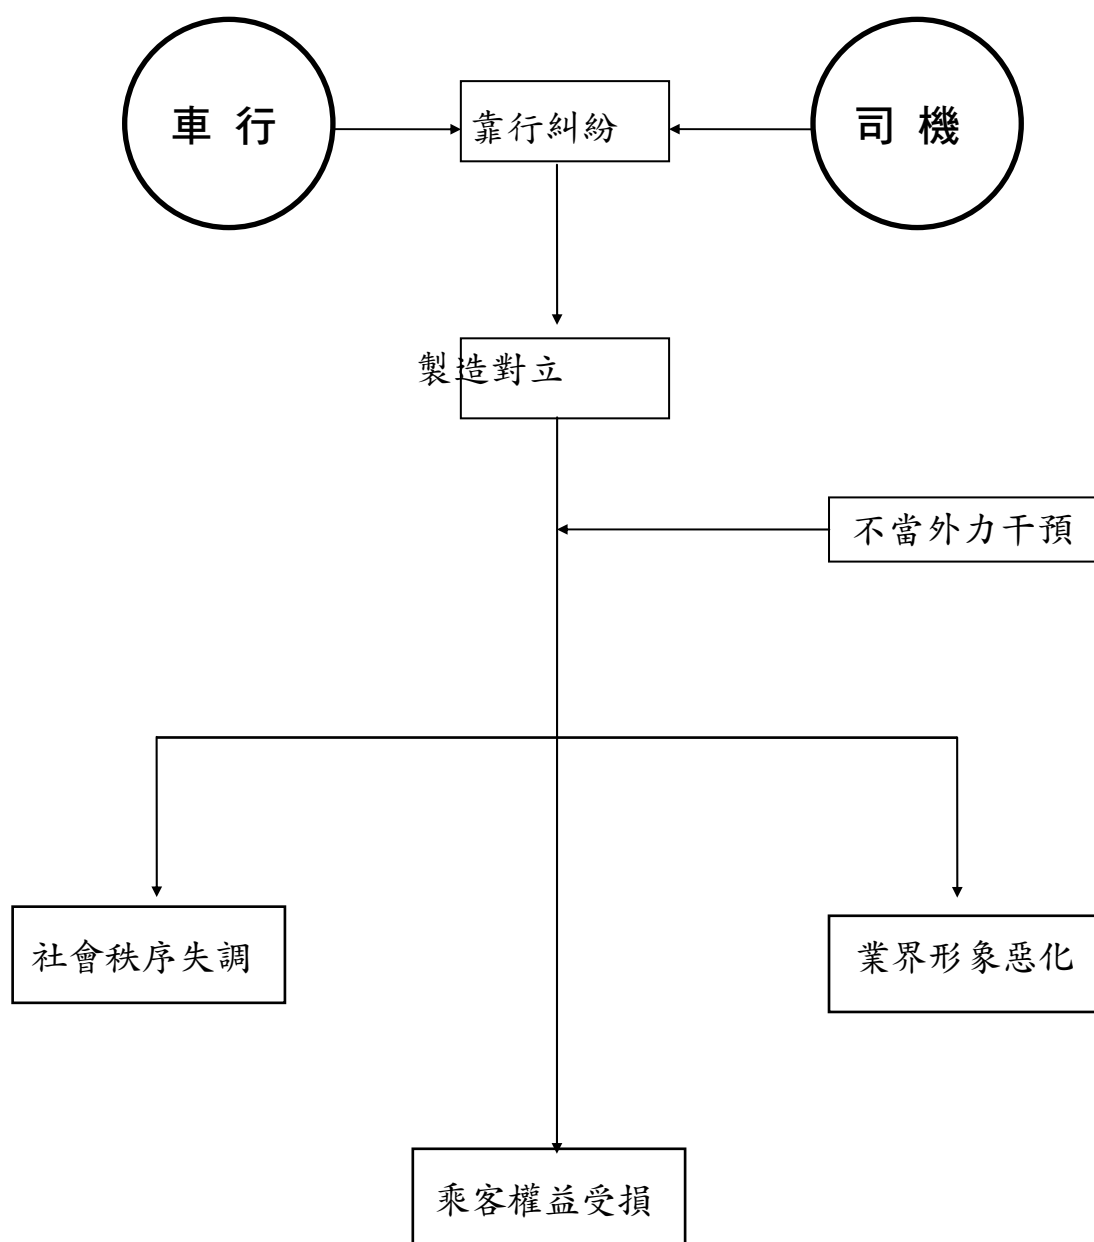 車 行
靠行糾紛
司 機
製造對立
不當外力干預
社會秩序失調
業界形象惡化
乘客權益受損